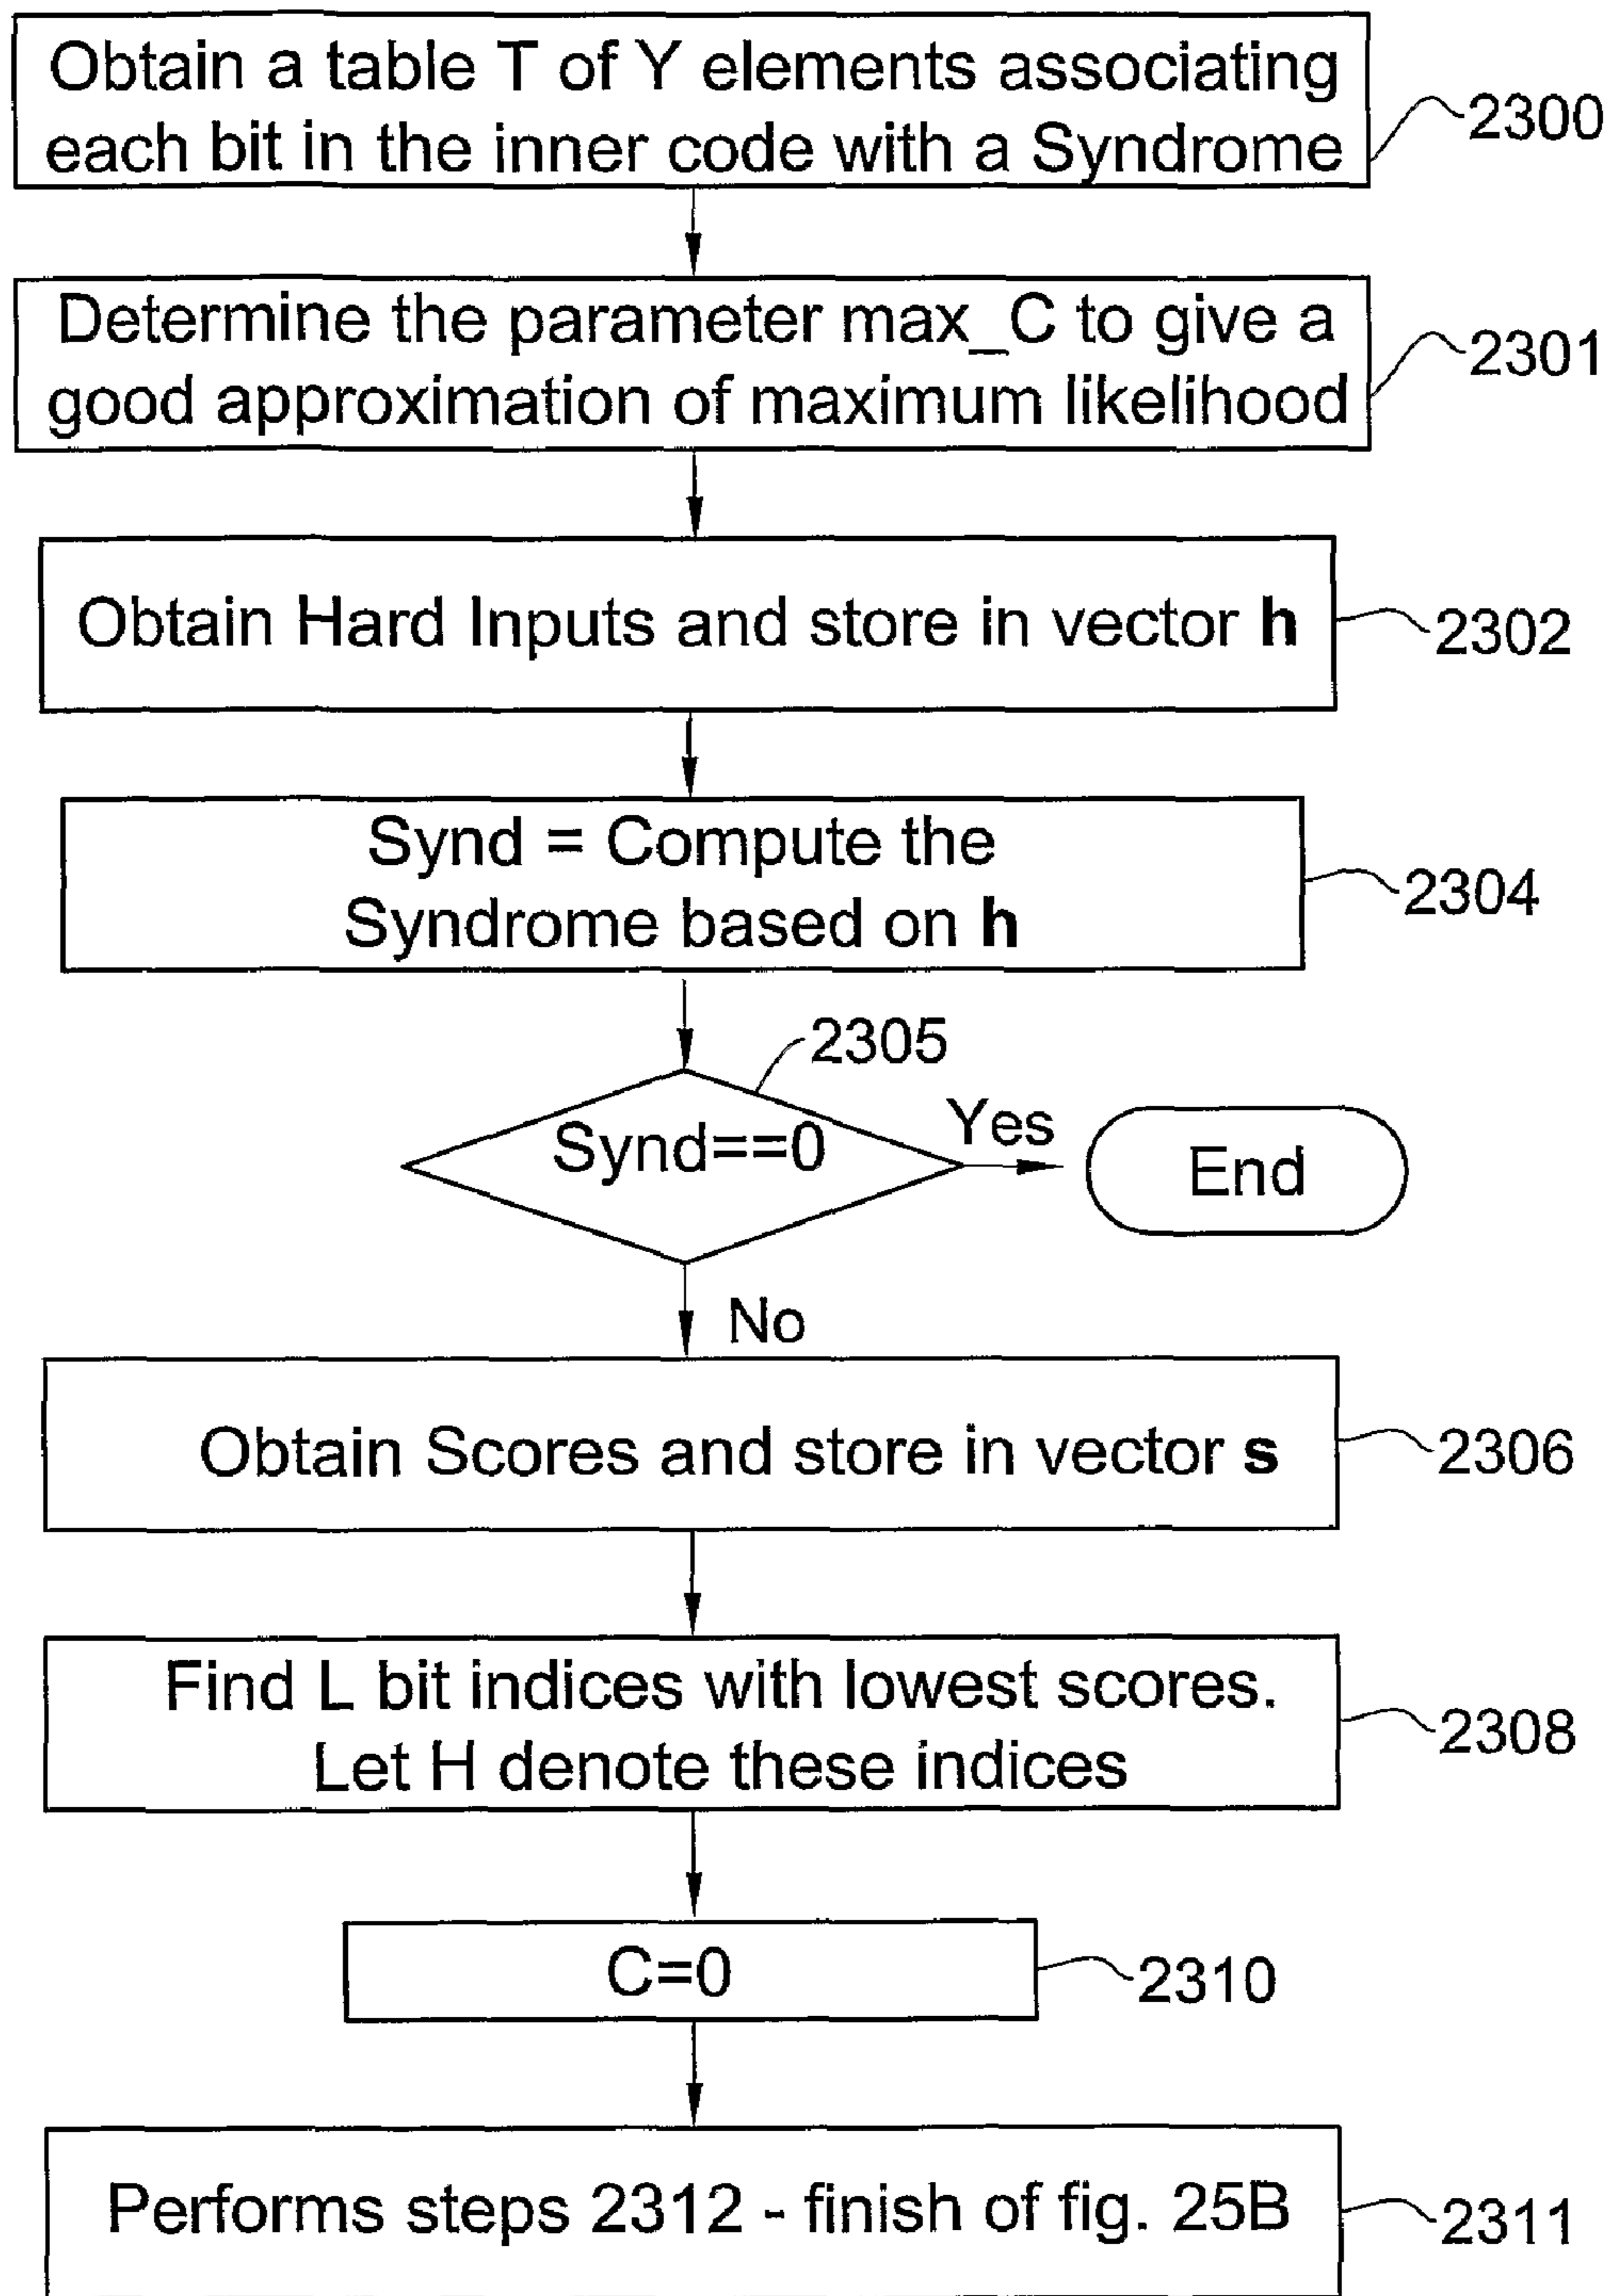 Obtain a table T of Y elements associating
each bit in the inner code with a Syndrome
2300
Determine the parameter max_C to give a
good approximation of maximum likelihood
2301
Obtain Hard Inputs and store in vector h
2302
Synd = Compute the
Syndrome based on h
2304
2305
Synd==0
Yes
End
No
Obtain Scores and store in vector s
2306
Find L bit indices with lowest scores.
Let H denote these indices
2308
C=0
2310
Performs steps 2312 - finish of fig. 25B
2311